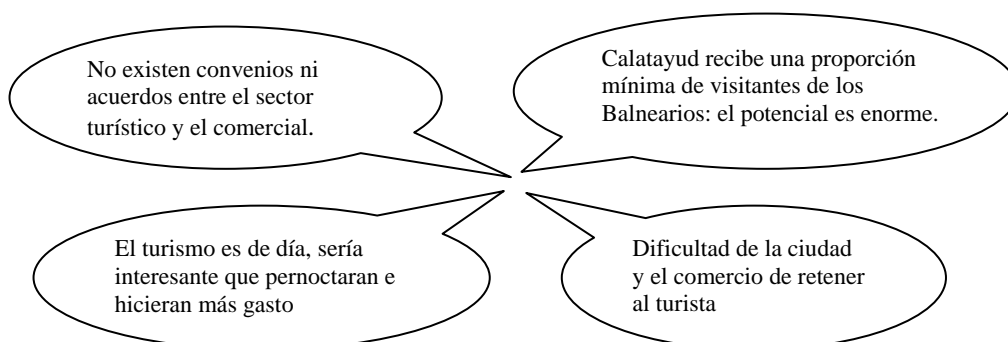 No existen convenios ni
acuerdos entre el sector
turístico y el comercial.
Calatayud recibe una proporción
mínima de visitantes de los
Balnearios: el potencial es enorme.
El turismo es de día, sería
interesante que pernoctaran e
hicieran más gasto
Dificultad de la ciudad
y el comercio de retener
al turista